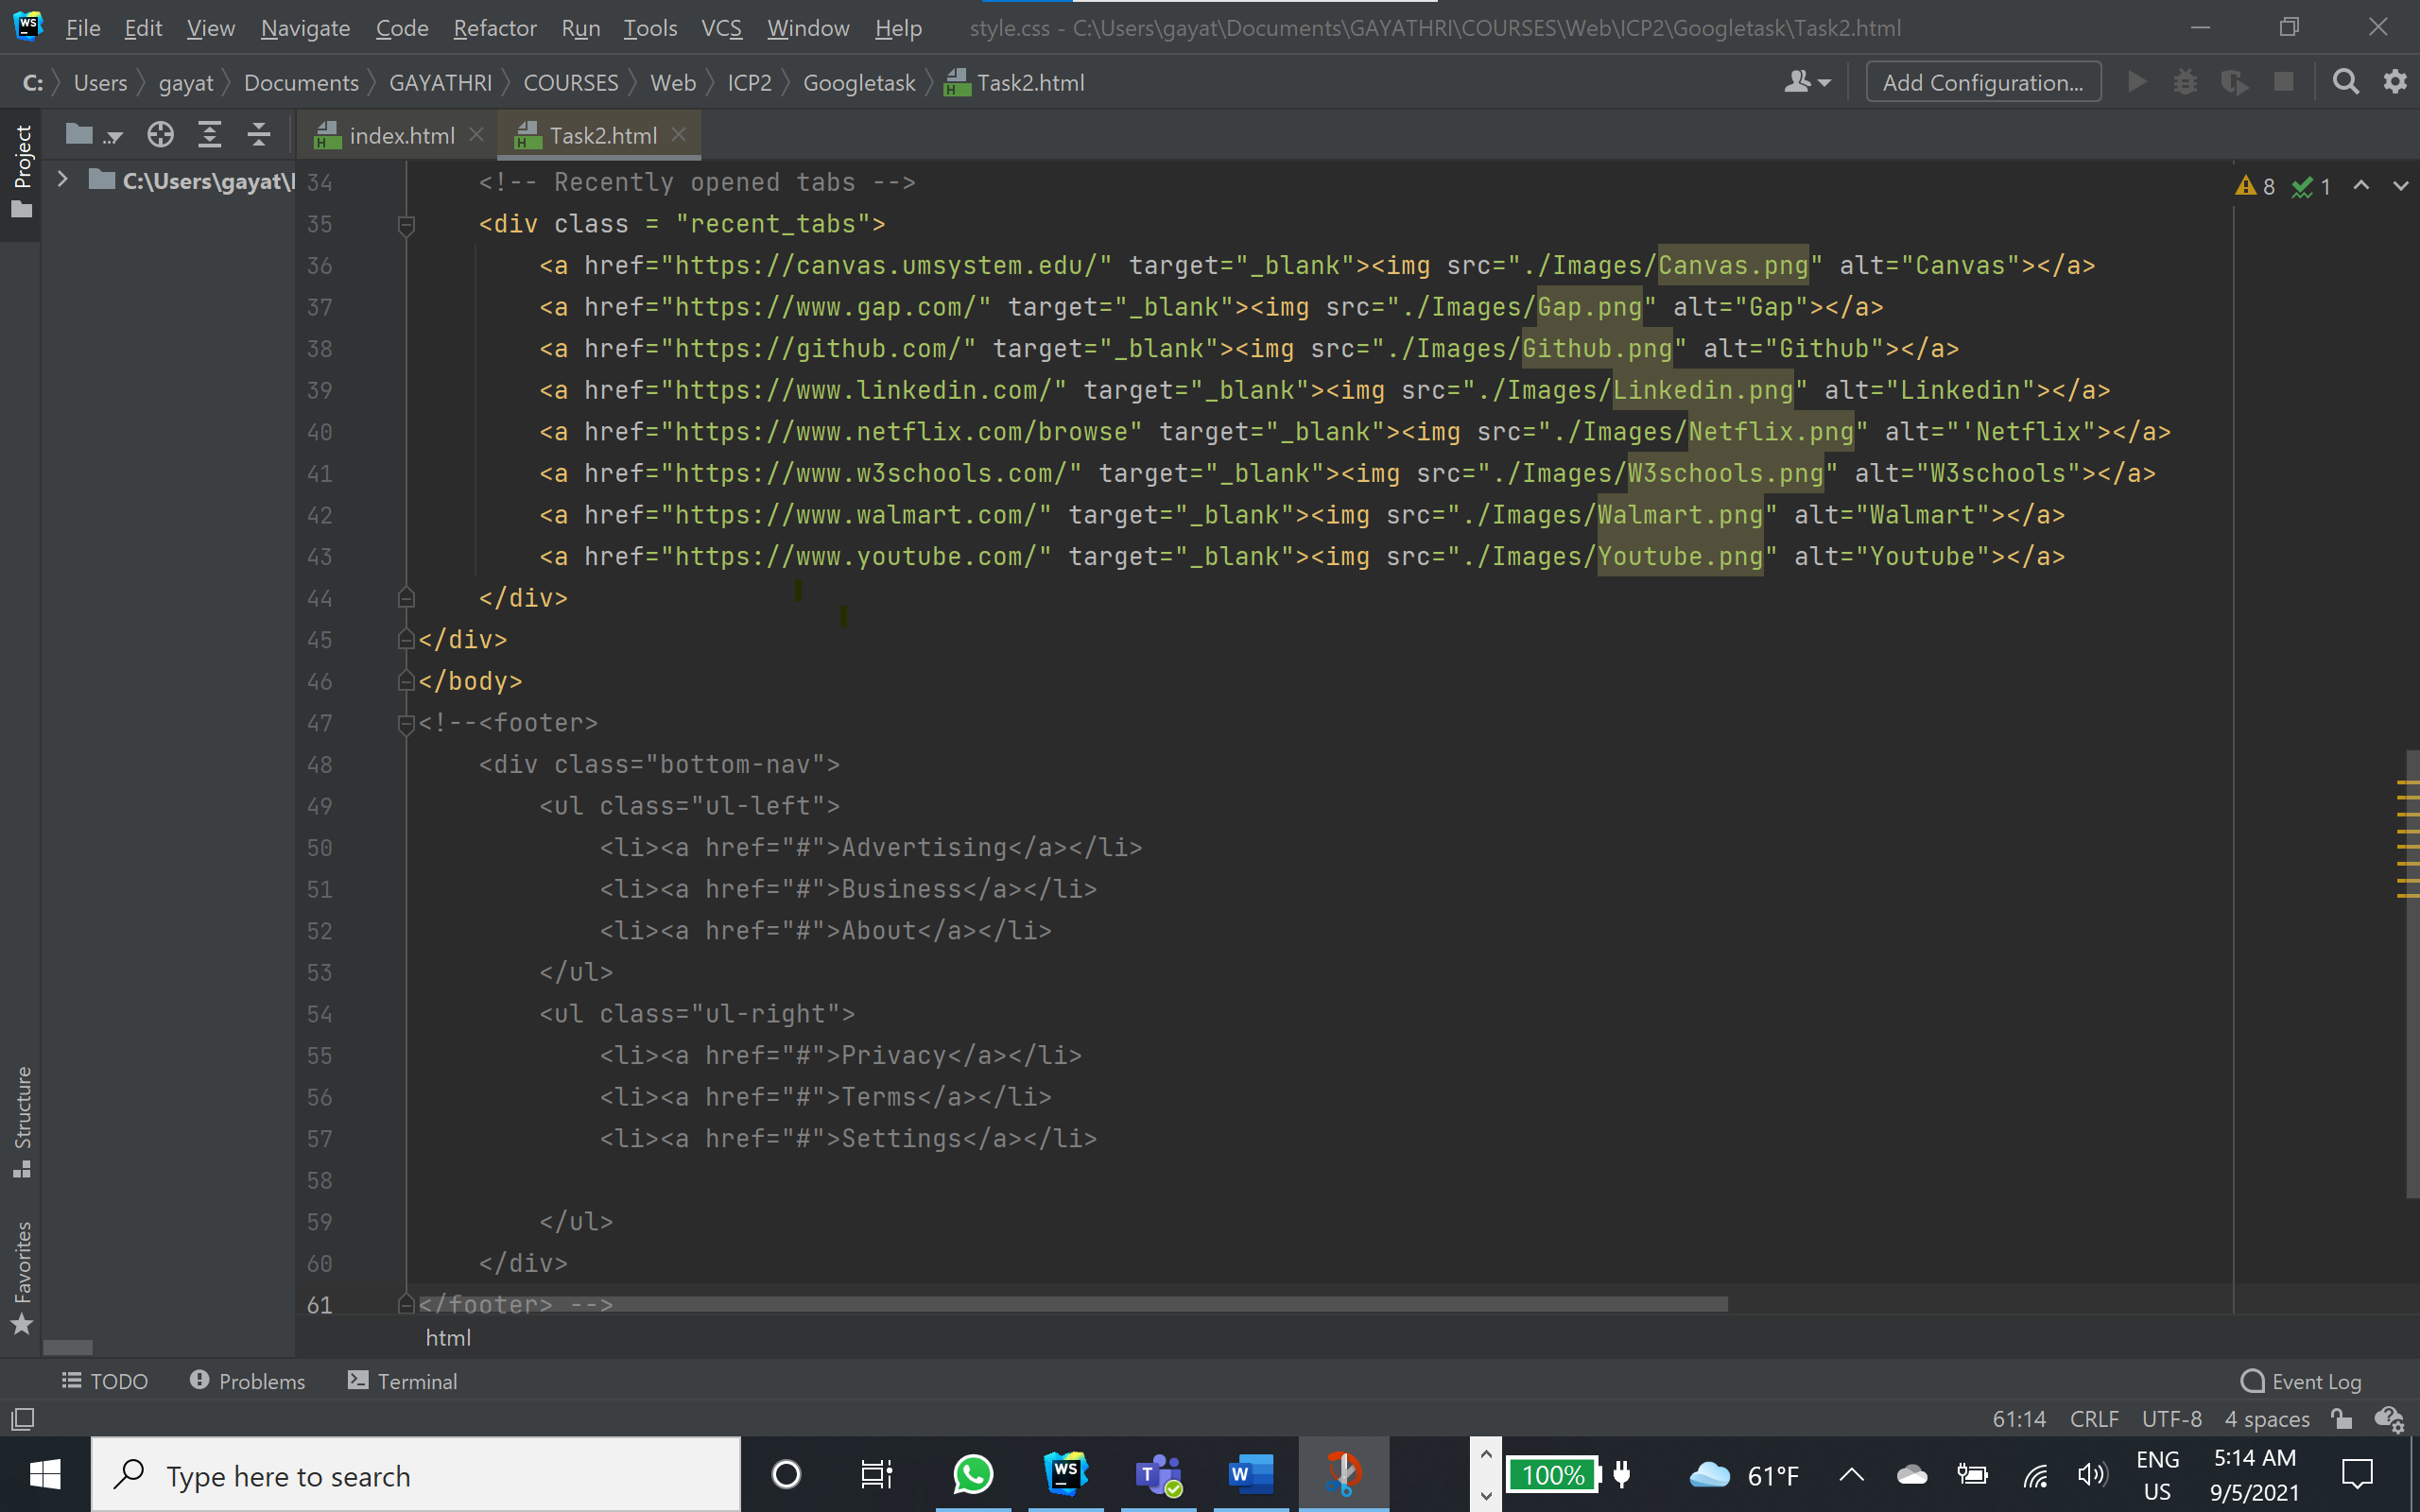 File Edit View Navigate Code Refactor Run Tools VCS Window Help style.css - C:\Users\gayat\Documents\GAYATHRI\COURSES\Web\ICP2\Googletask\Task2.html
C: Users gayat Documents GAYATHRI COURSES Web ICP2 Googletask Task2.html Add Configuration...
Project ... index.html Task2.html
C:\Users\gayat\
8 1
34 <!-- Recently opened tabs -->
35 <div class = "recent_tabs">
36 <a href="https://canvas.umsystem.edu/" target="_blank"><img src="./Images/Canvas.png" alt="Canvas"></a>
37 <a href="https://www.gap.com/" target="_blank"><img src="./Images/Gap.png" alt="Gap"></a>
38 <a href="https://github.com/" target="_blank"><img src="./Images/Github.png" alt="Github"></a>
39 <a href="https://www.linkedin.com/" target="_blank"><img src="./Images/Linkedin.png" alt="Linkedin"></a>
40 <a href="https://www.netflix.com/browse" target="_blank"><img src="./Images/Netflix.png" alt="'Netflix"></a>
41 <a href="https://www.w3schools.com/" target="_blank"><img src="./Images/W3schools.png" alt="W3schools"></a>
42 <a href="https://www.walmart.com/" target="_blank"><img src="./Images/Walmart.png" alt="Walmart"></a>
43 <a href="https://www.youtube.com/" target="_blank"><img src="./Images/Youtube.png" alt="Youtube"></a>
44 </div>
45 </div>
46 </body>
47 <!--<footer>
48 <div class="bottom-nav">
49 <ul class="ul-left">
50 <li><a href="#">Advertising</a></li>
51 <li><a href="#">Business</a></li>
52 <li><a href="#">About</a></li>
53 </ul>
54 <ul class="ul-right">
55 <li><a href="#">Privacy</a></li>
56 <li><a href="#">Terms</a></li>
57 <li><a href="#">Settings</a></li>
58
59 </ul>
60 </div>
61 </footer> -->
Structure
Favorites
html
TODO Problems Terminal Event Log
61:14 CRLF UTF-8 4 spaces
Type here to search 100% 61°F ENG US 5:14 AM 9/5/2021